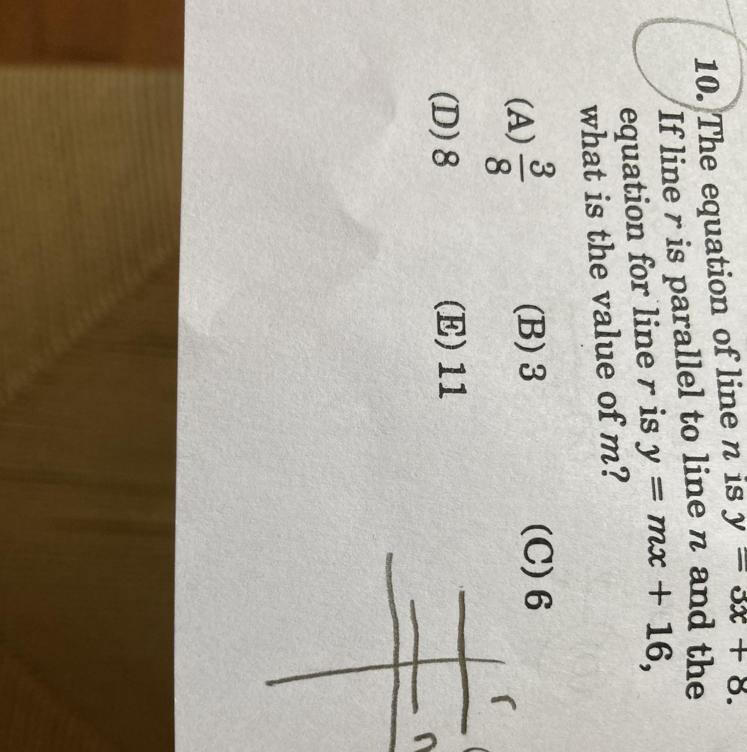 10. The equation of line n is y = 3x + 8.
If line r is parallel to line n and the
equation for line r is y = mx + 16,
what is the value of m?
(A) 3/8 (B) 3 (C) 6
(D) 8 (E) 11
r
n